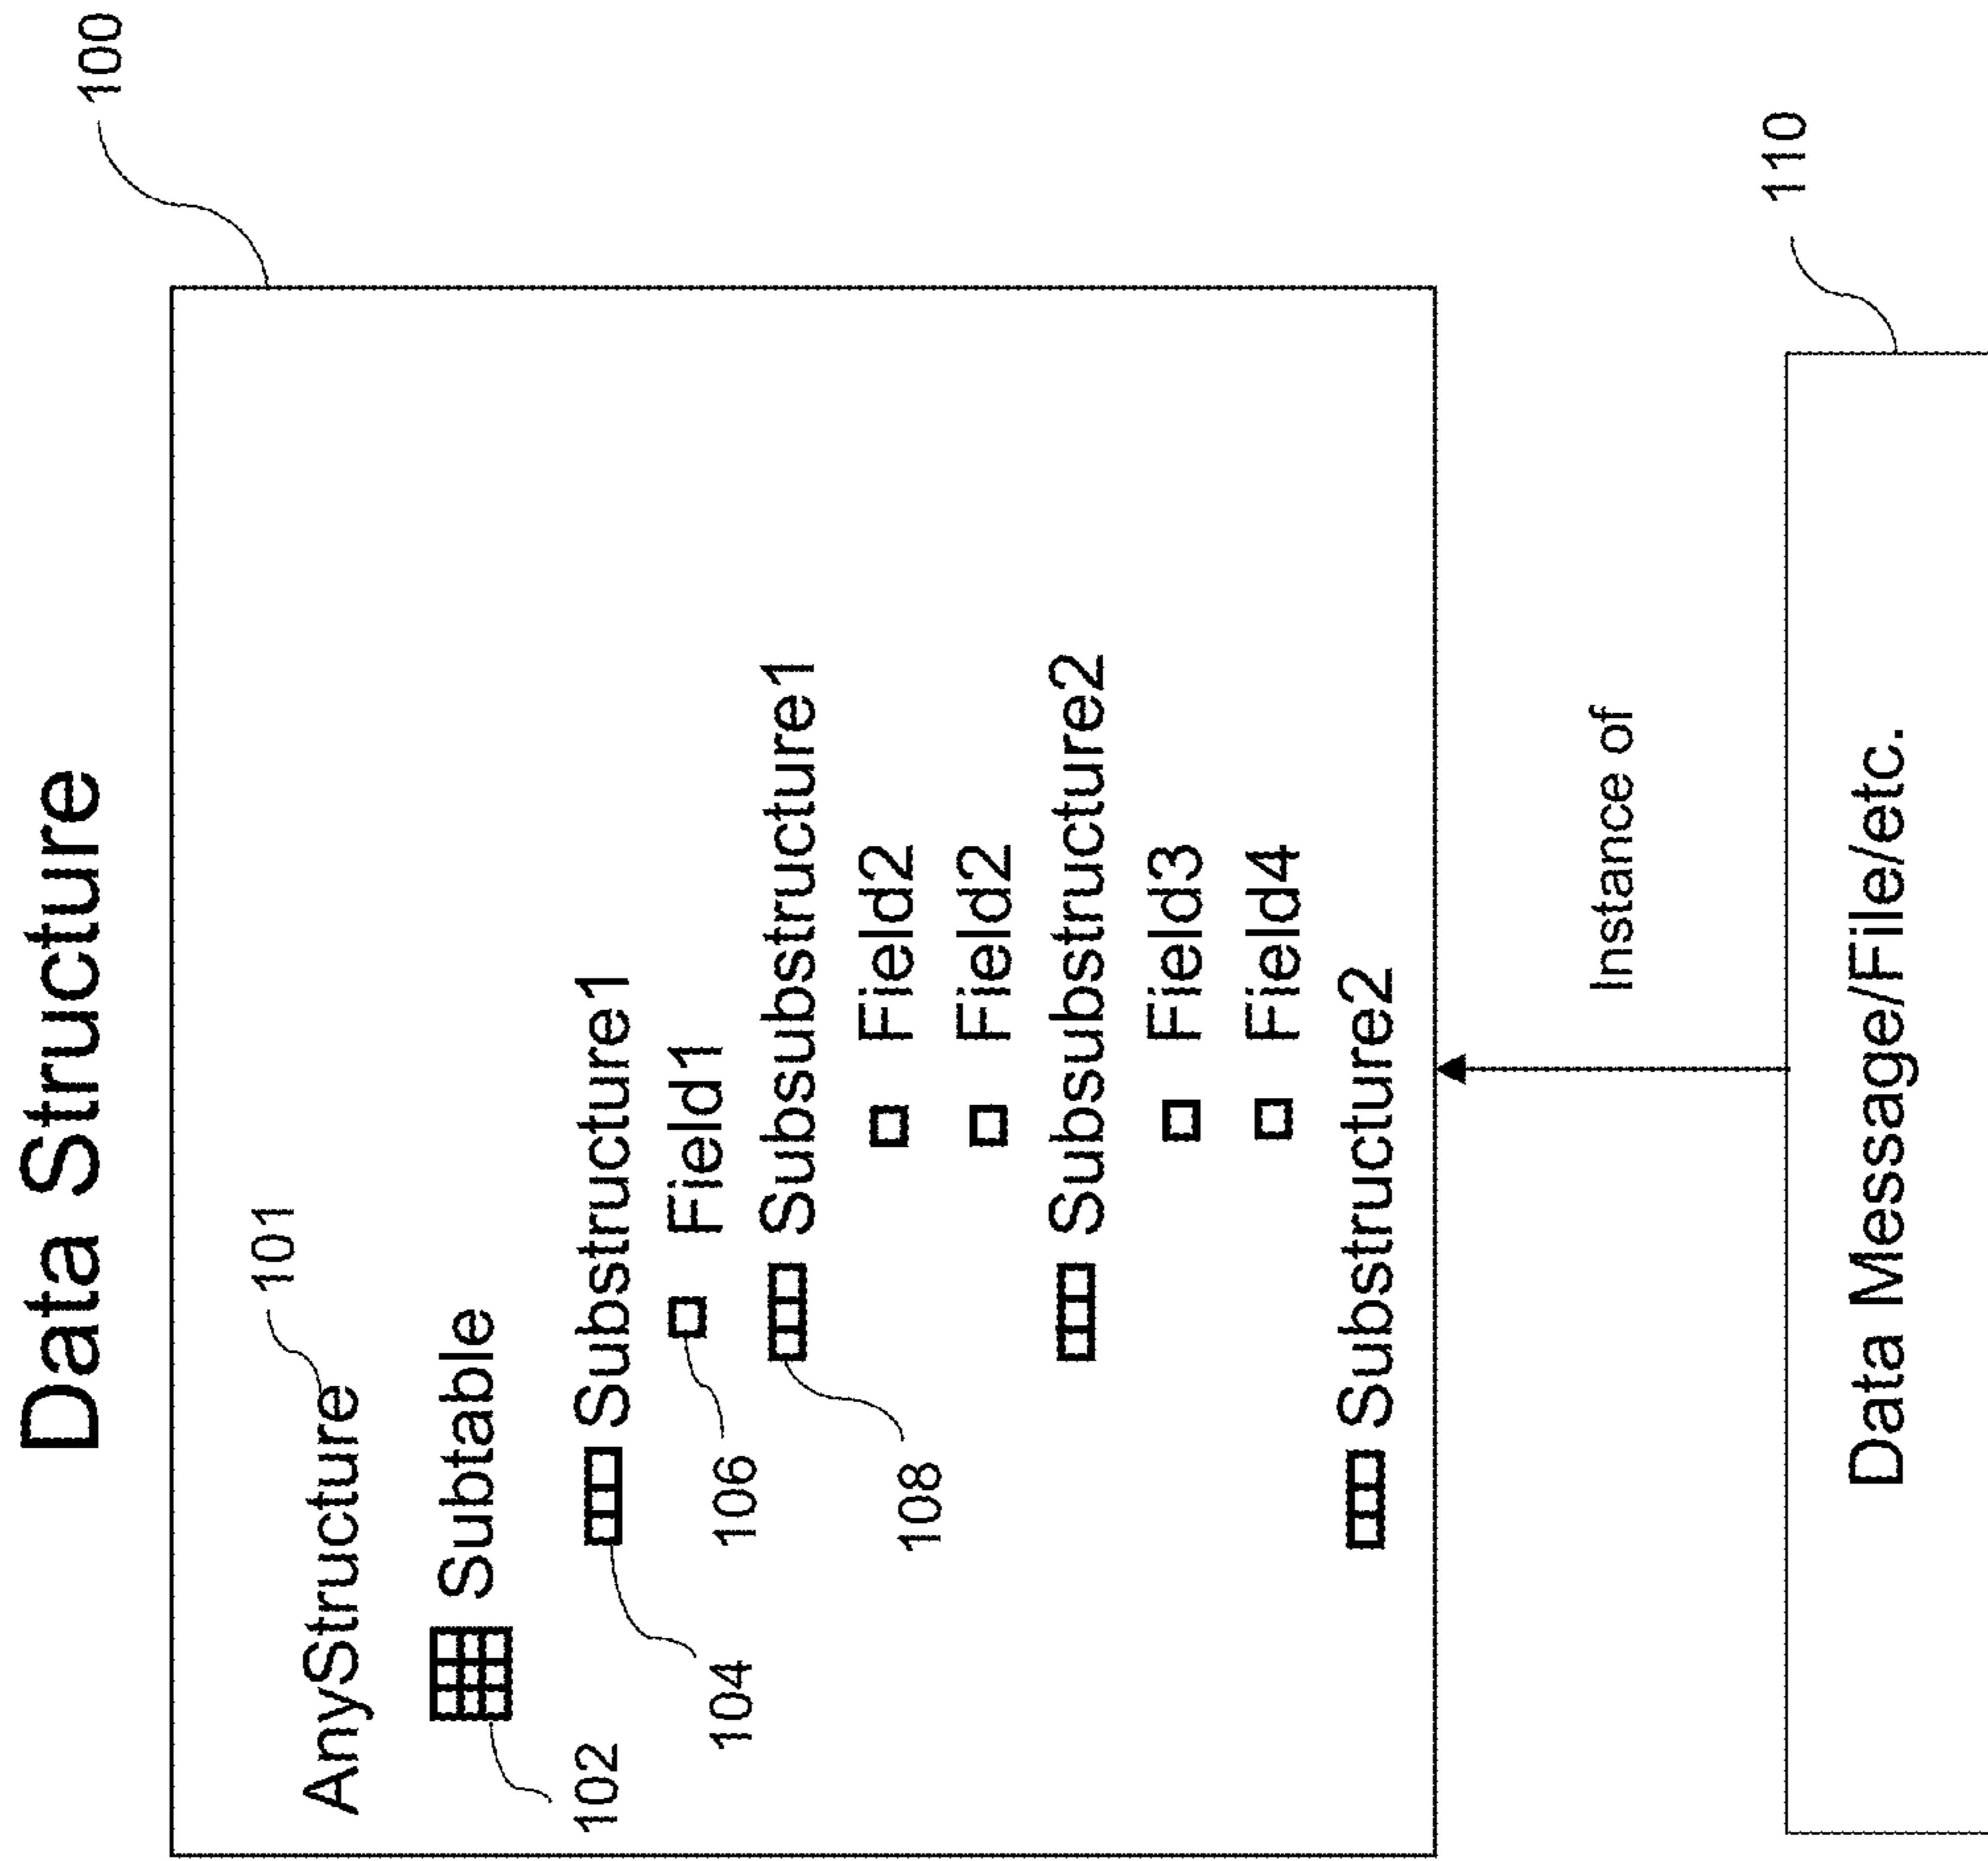 Data Structure
100
101
AnyStructure
Subtable
102
Substructure1
104
Field1
106
Subsubstructure1
108
Field2
Field2
Subsubstructure2
Field3
Field4
Substructure2
Instance of
110
Data Message/File/etc.